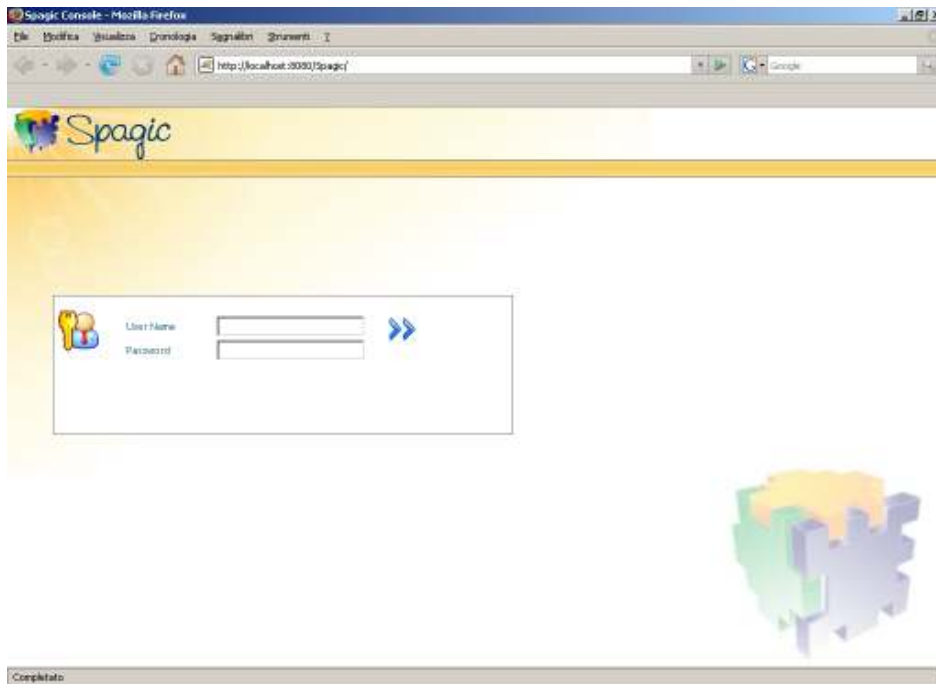 Spagic Console - Mozilla Firefox
File Modifica Visualizza Cronologia Segnalibri Strumenti ?
http://localhost:8080/Spagic/
Google
Spagic
User Name
Password
Completato